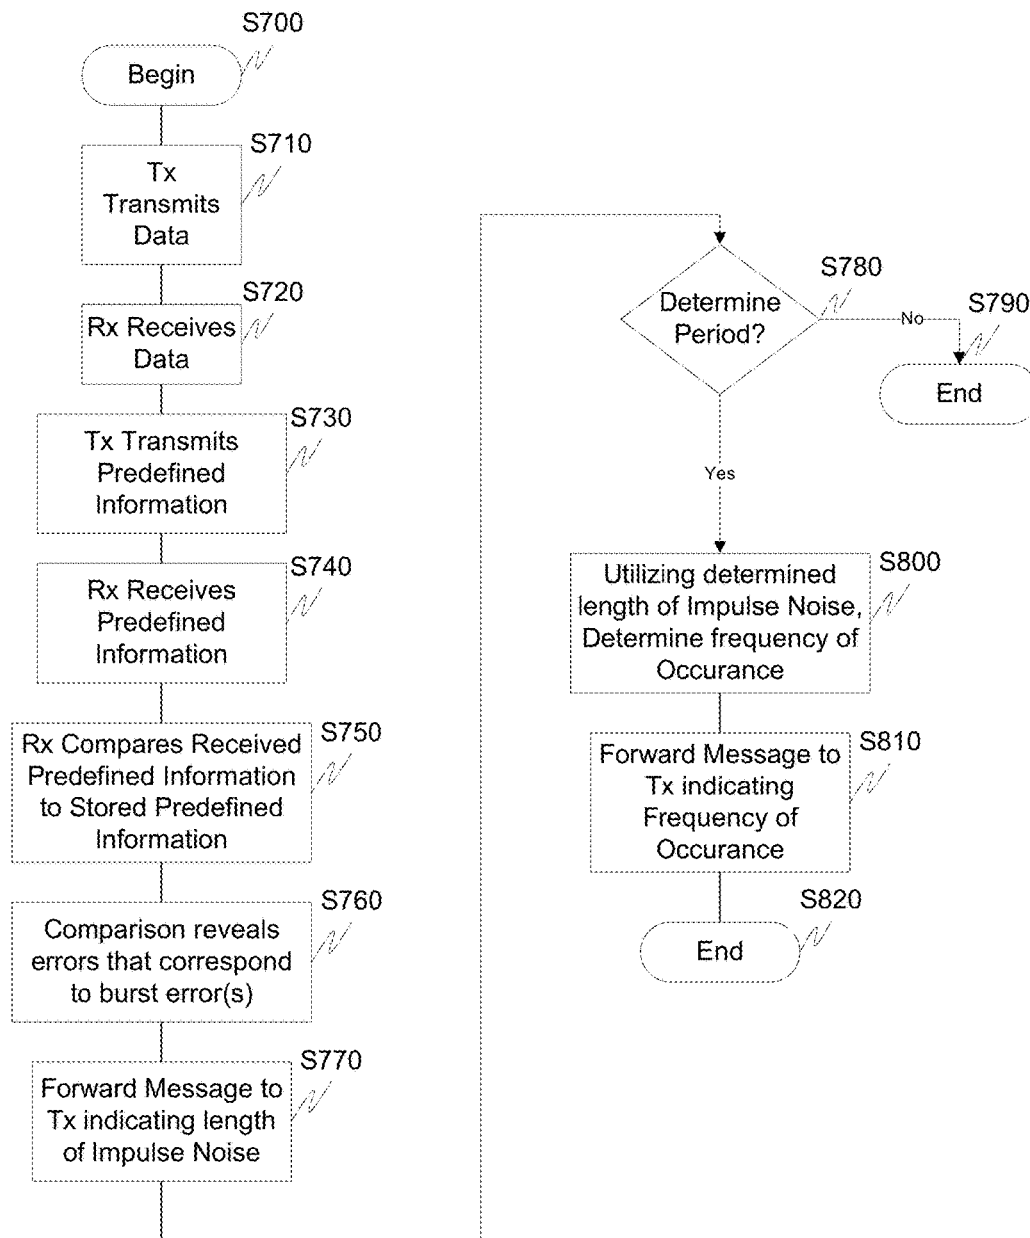 S700
Begin
S710
Tx
Transmits
Data
S720
Rx Receives
Data
S730
Tx Transmits
Predefined
Information
S740
Rx Receives
Predefined
Information
S750
Rx Compares Received
Predefined Information
to Stored Predefined
Information
S760
Comparison reveals
errors that correspond
to burst error(s)
S770
Forward Message to
Tx indicating length
of Impulse Noise
S780
Determine
Period?
No
S790
End
Yes
S800
Utilizing determined
length of Impulse Noise,
Determine frequency of
Occurance
S810
Forward Message to
Tx indicating
Frequency of
Occurance
S820
End